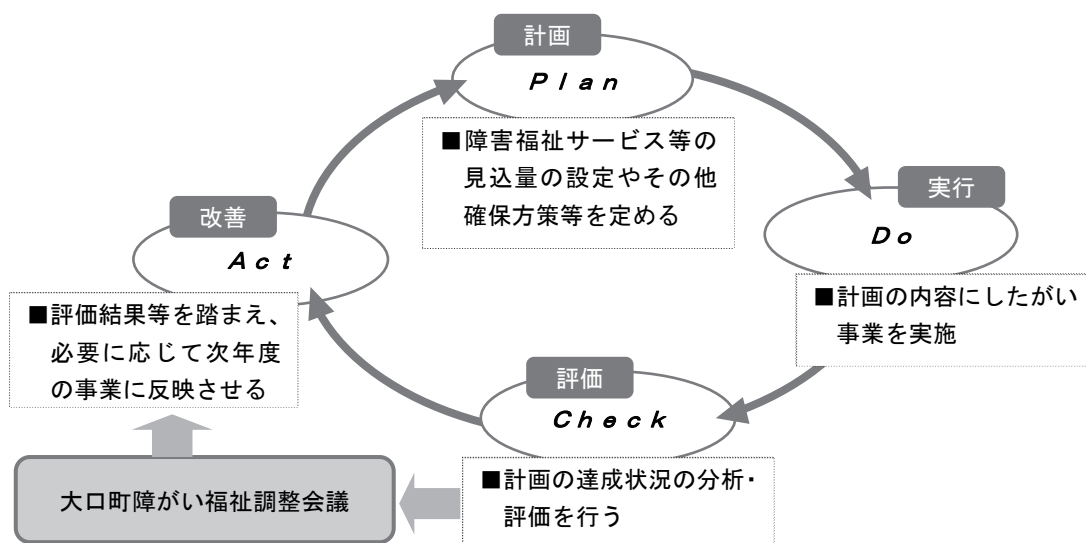 計画
Plan
■障害福祉サービス等の
見込量の設定やその他
確保方策等を定める
実行
Do
■計画の内容にしたがい
事業を実施
評価
Check
■計画の達成状況の分析・
評価を行う
改善
Act
■評価結果等を踏まえ、
必要に応じて次年度
の事業に反映させる
大口町障がい福祉調整会議